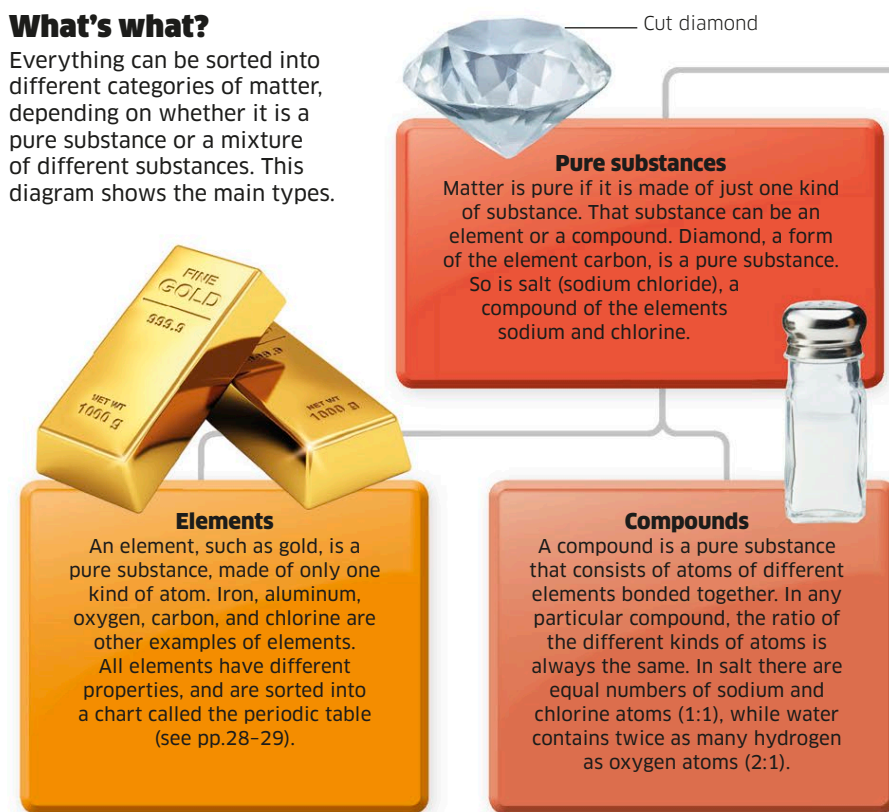 What's what?
Everything can be sorted into
different categories of matter,
depending on whether it is a
pure substance or a mixture
of different substances. This
diagram shows the main types.
Cut diamond
Pure substances
Matter is pure if it is made of just one kind
of substance. That substance can be an
element or a compound. Diamond, a form
of the element carbon, is a pure substance.
So is salt (sodium chloride), a
compound of the elements
sodium and chlorine.
FINE
GOLD
999.9
NET WT
1000 g
999.9
NET WT
1000 g
Elements
An element, such as gold, is a
pure substance, made of only one
kind of atom. Iron, aluminum,
oxygen, carbon, and chlorine are
other examples of elements.
All elements have different
properties, and are sorted into
a chart called the periodic table
(see pp.28–29).
Compounds
A compound is a pure substance
that consists of atoms of different
elements bonded together. In any
particular compound, the ratio of
the different kinds of atoms is
always the same. In salt there are
equal numbers of sodium and
chlorine atoms (1:1), while water
contains twice as many hydrogen
as oxygen atoms (2:1).